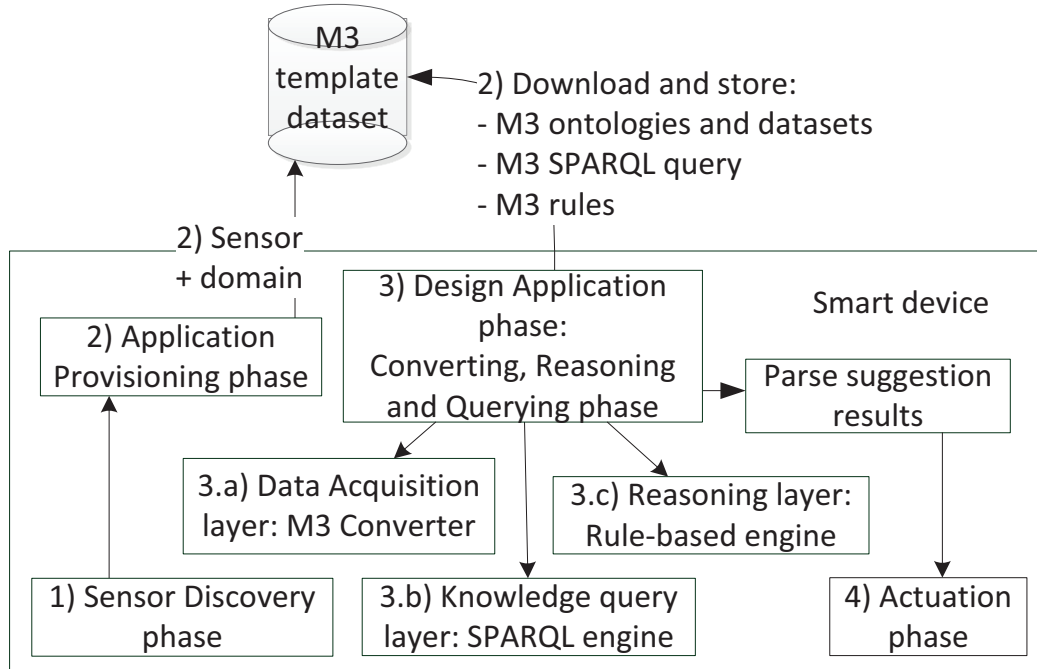 M3
template
dataset
2) Download and store:
- M3 ontologies and datasets
- M3 SPARQL query
- M3 rules
2) Sensor
+ domain
Smart device
2) Application
Provisioning phase
3) Design Application
phase:
Converting, Reasoning
and Querying phase
Parse suggestion
results
3.a) Data Acquisition
layer: M3 Converter
3.c) Reasoning layer:
Rule-based engine
1) Sensor Discovery
phase
3.b) Knowledge query
layer: SPARQL engine
4) Actuation
phase